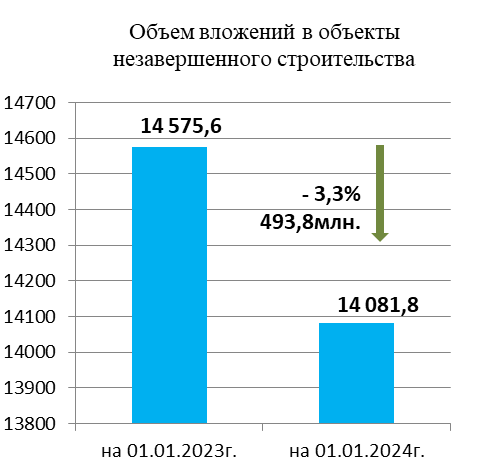 Объем вложений в объекты
незавершенного строительства
14700
14600
14500
14400
14300
14200
14100
14000
13900
13800
14 575,6
- 3,3%
493,8млн.
14 081,8
на 01.01.2023г.
на 01.01.2024г.